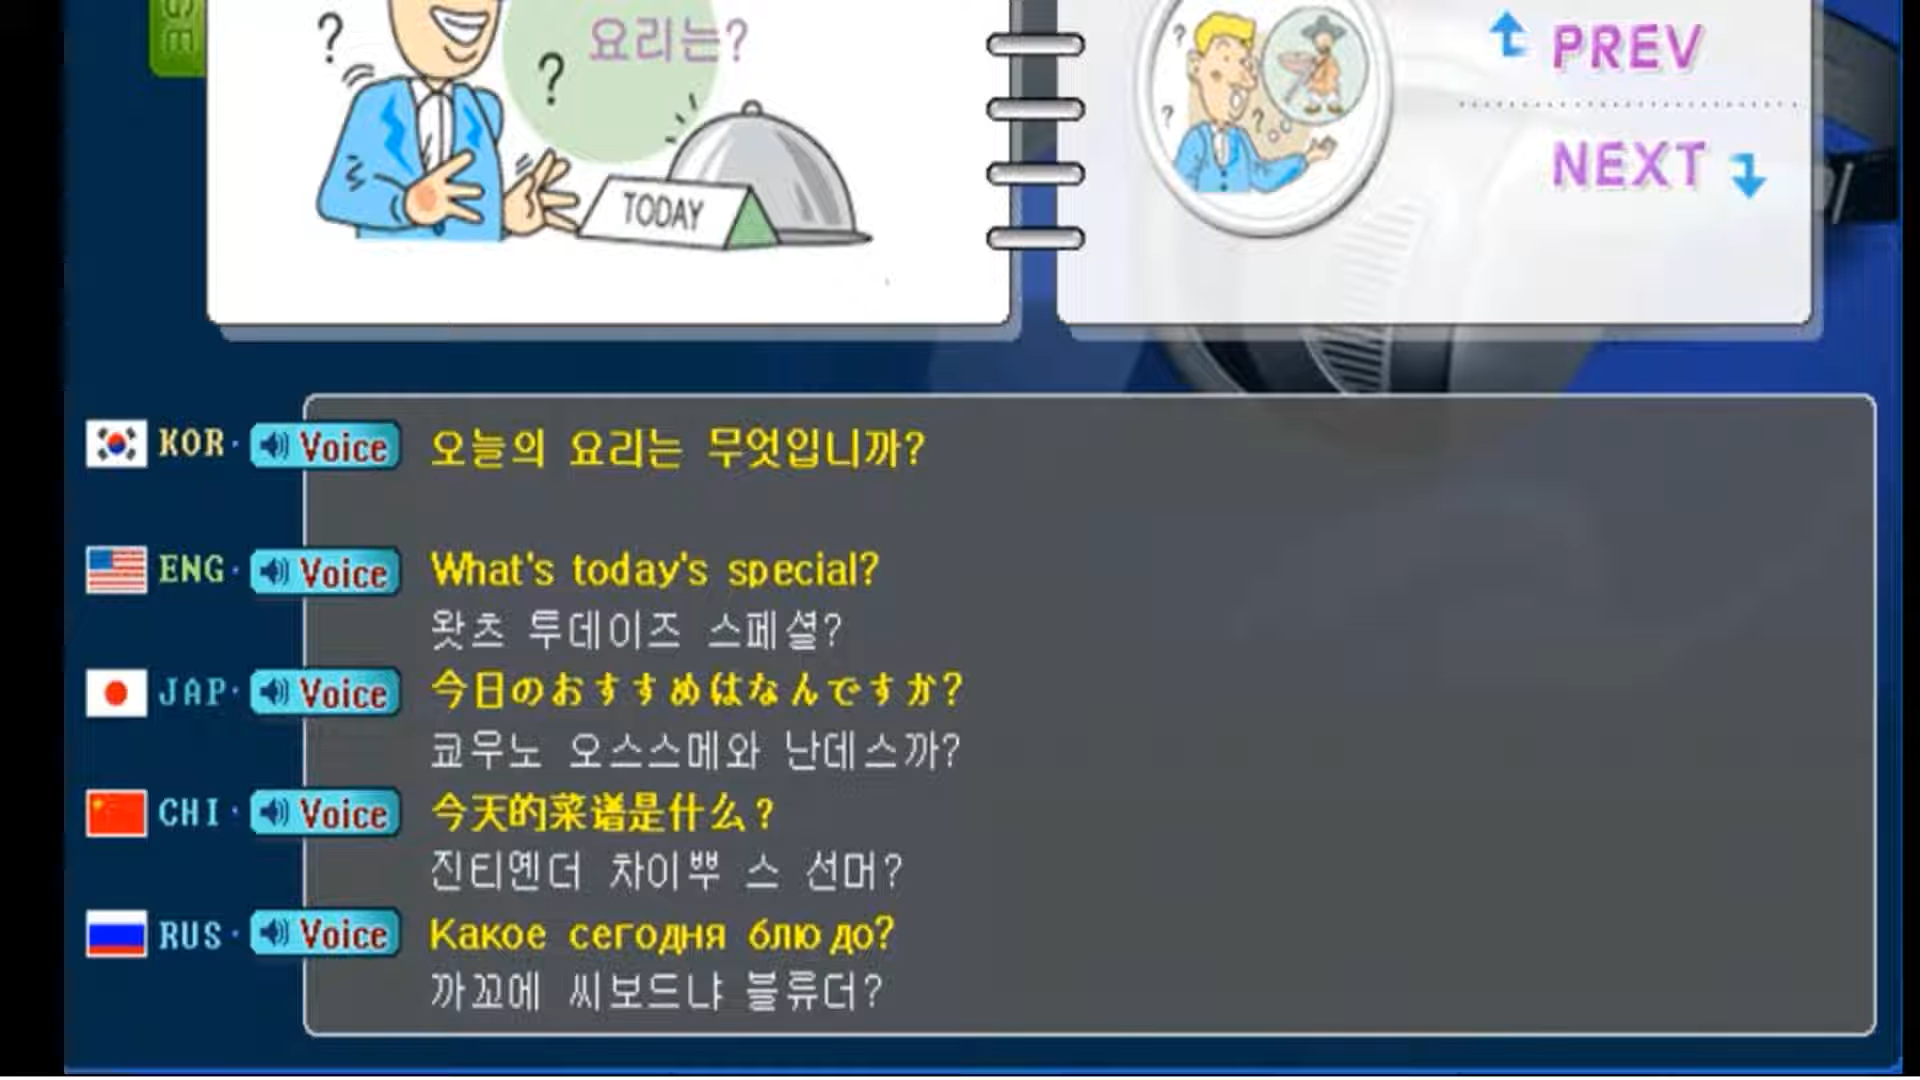 요리는?
TODAY
PREV
NEXT
KOR Voice 오늘의 요리는 무엇입니까?
ENG Voice What's today's special?
왓츠 투데이즈 스페셜?
JAP Voice 今日のおすすめはなんですか?
쿄우노 오스스메와 난데스까?
CHI Voice 今天的菜谱是什么?
진티엔더 차이뿌 스 선머?
RUS Voice Какое сегодня блюдо?
까꼬에 씨보드냐 블류더?